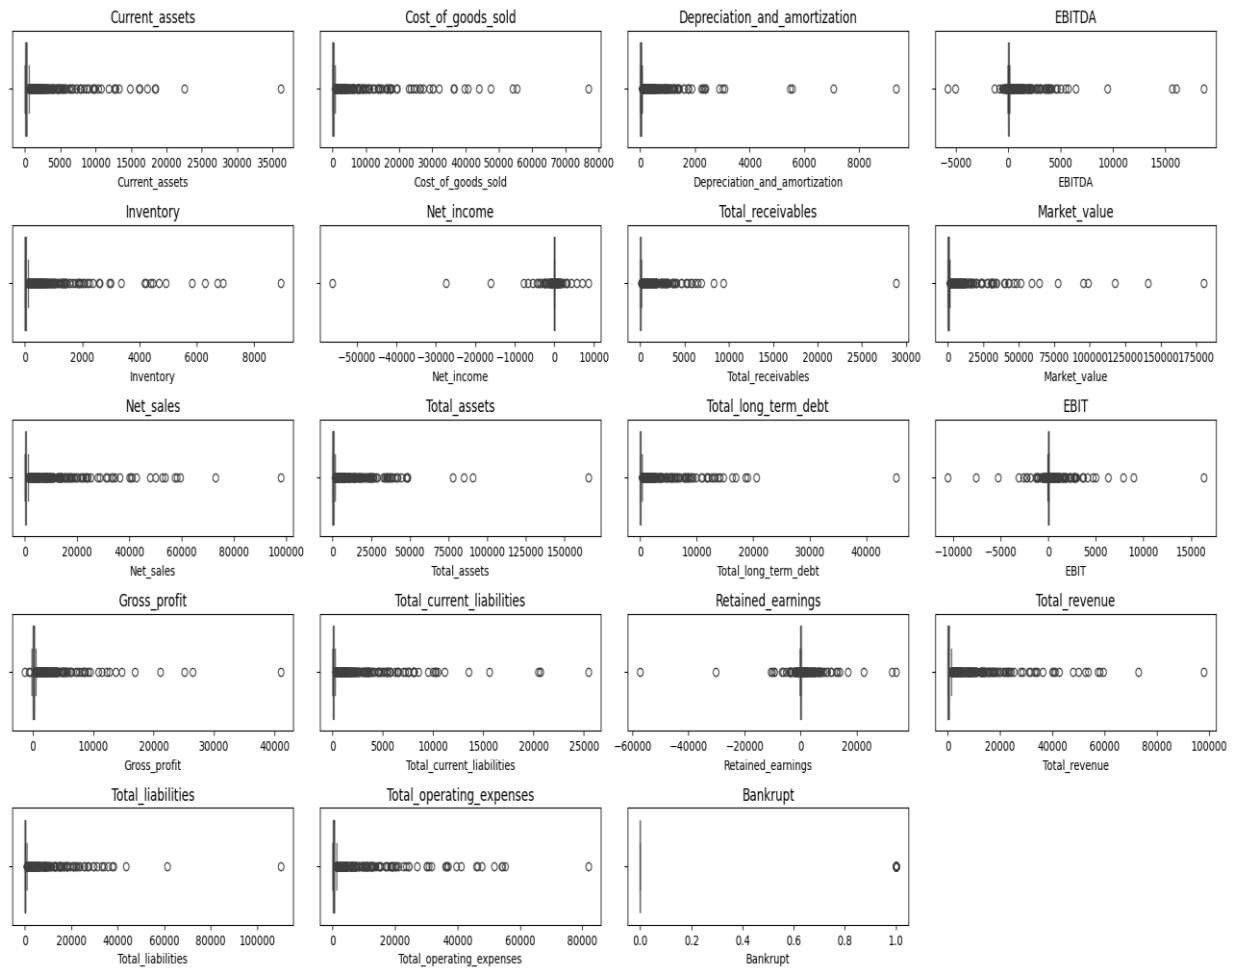 Current_assets Cost_of_goods_sold Depreciation_and_amortization EBITDA
0 5000 10000 15000 20000 25000 30000 35000 0 10000 20000 30000 40000 50000 60000 70000 80000 0 2000 4000 6000 8000 −5000 0 5000 10000 15000
Current_assets Cost_of_goods_sold Depreciation_and_amortization EBITDA
Inventory Net_income Total_receivables Market_value
0 2000 4000 6000 8000 −50000 −40000 −30000 −20000 −10000 0 10000 0 5000 10000 15000 20000 25000 30000 0 25000 50000 75000 100000 125000 150000 175000
Inventory Net_income Total_receivables Market_value
Net_sales Total_assets Total_long_term_debt EBIT
0 20000 40000 60000 80000 100000 0 25000 50000 75000 100000 125000 150000 0 10000 20000 30000 40000 −10000 −5000 0 5000 10000 15000
Net_sales Total_assets Total_long_term_debt EBIT
Gross_profit Total_current_liabilities Retained_earnings Total_revenue
0 10000 20000 30000 40000 0 5000 10000 15000 20000 25000 −60000 −40000 −20000 0 20000 0 20000 40000 60000 80000 100000
Gross_profit Total_current_liabilities Retained_earnings Total_revenue
Total_liabilities Total_operating_expenses Bankrupt
0 20000 40000 60000 80000 100000 0 20000 40000 60000 80000 0.0 0.2 0.4 0.6 0.8 1.0
Total_liabilities Total_operating_expenses Bankrupt